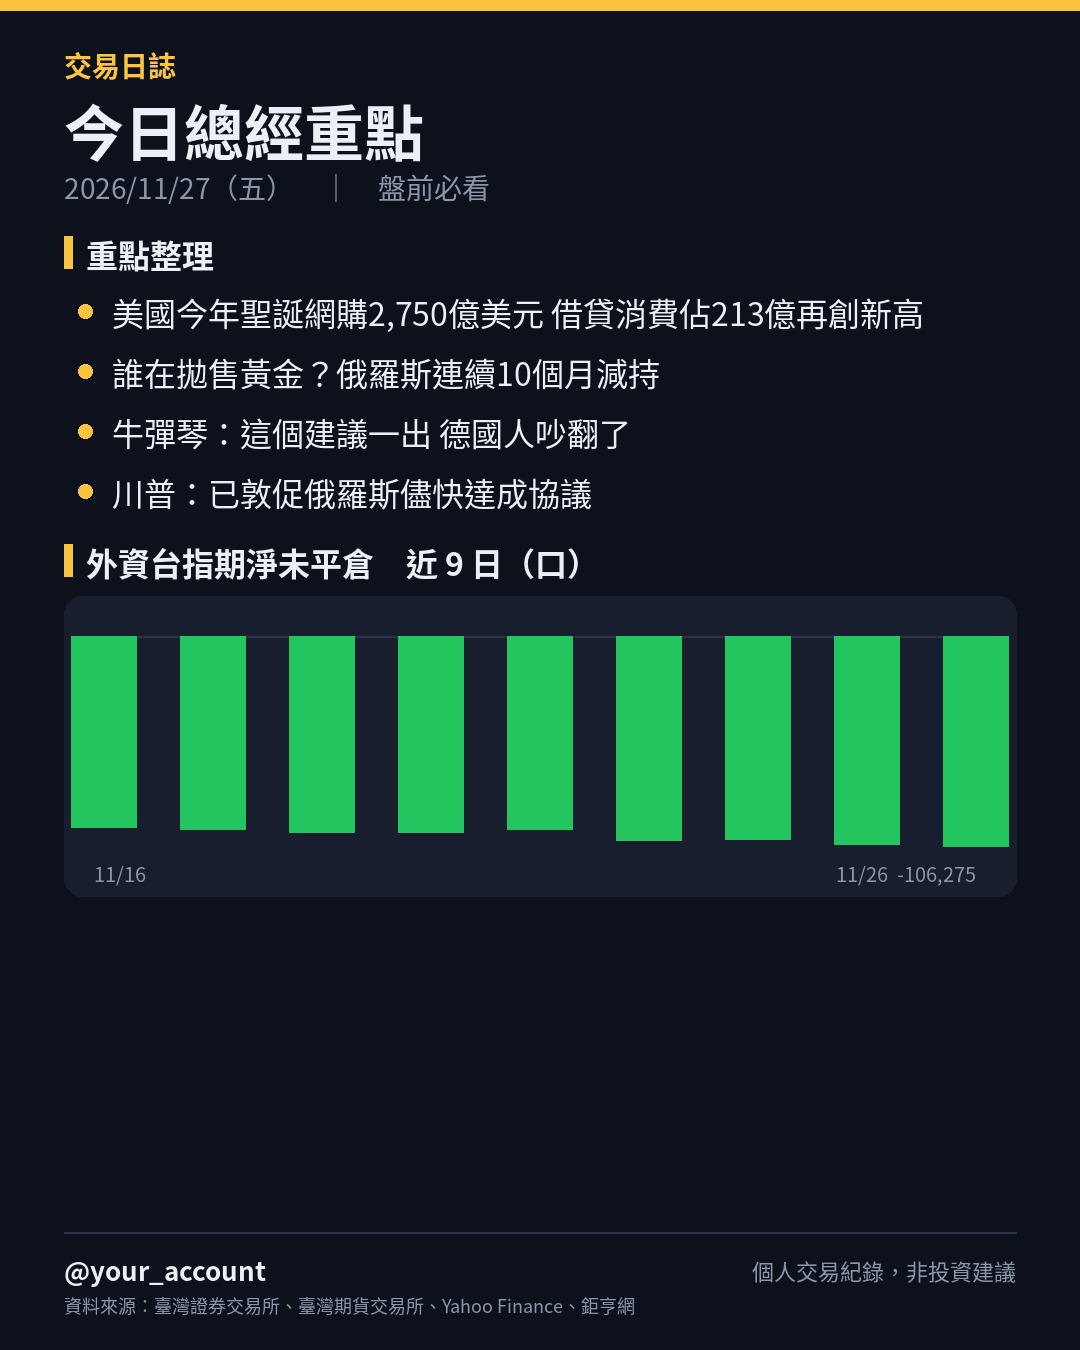 交易日誌
今日總經重點
2026/11/27（五）　｜　盤前必看
重點整理
美國今年聖誕網購2,750億美元 借貸消費佔213億再創新高
誰在拋售黃金？俄羅斯連續10個月減持
牛彈琴：這個建議一出 德國人吵翻了
川普：已敦促俄羅斯儘快達成協議
外資台指期淨未平倉　近 9 日（口）
11/16
11/26 -106,275
@your_account
個人交易紀錄，非投資建議
資料來源：臺灣證券交易所、臺灣期貨交易所、Yahoo Finance、鉅亨網